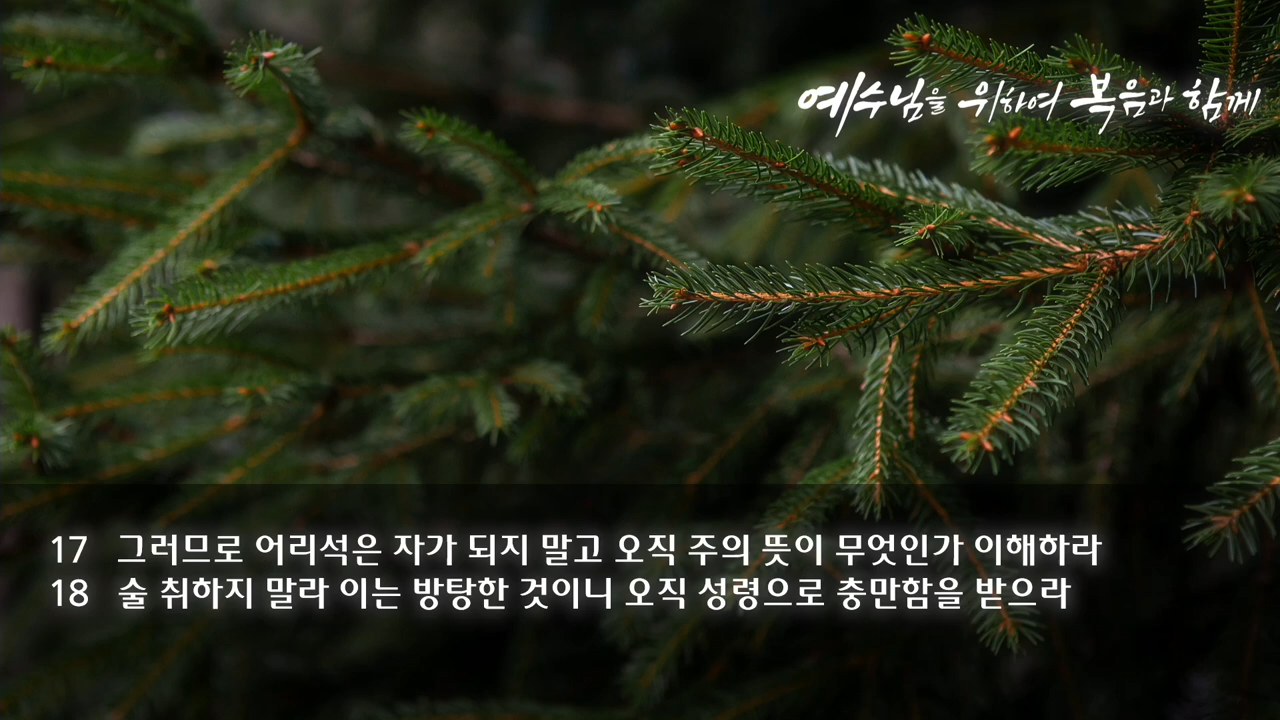 예수님을 위하여 복음과 함께
17 그러므로 어리석은 자가 되지 말고 오직 주의 뜻이 무엇인가 이해하라
18 술 취하지 말라 이는 방탕한 것이니 오직 성령으로 충만함을 받으라